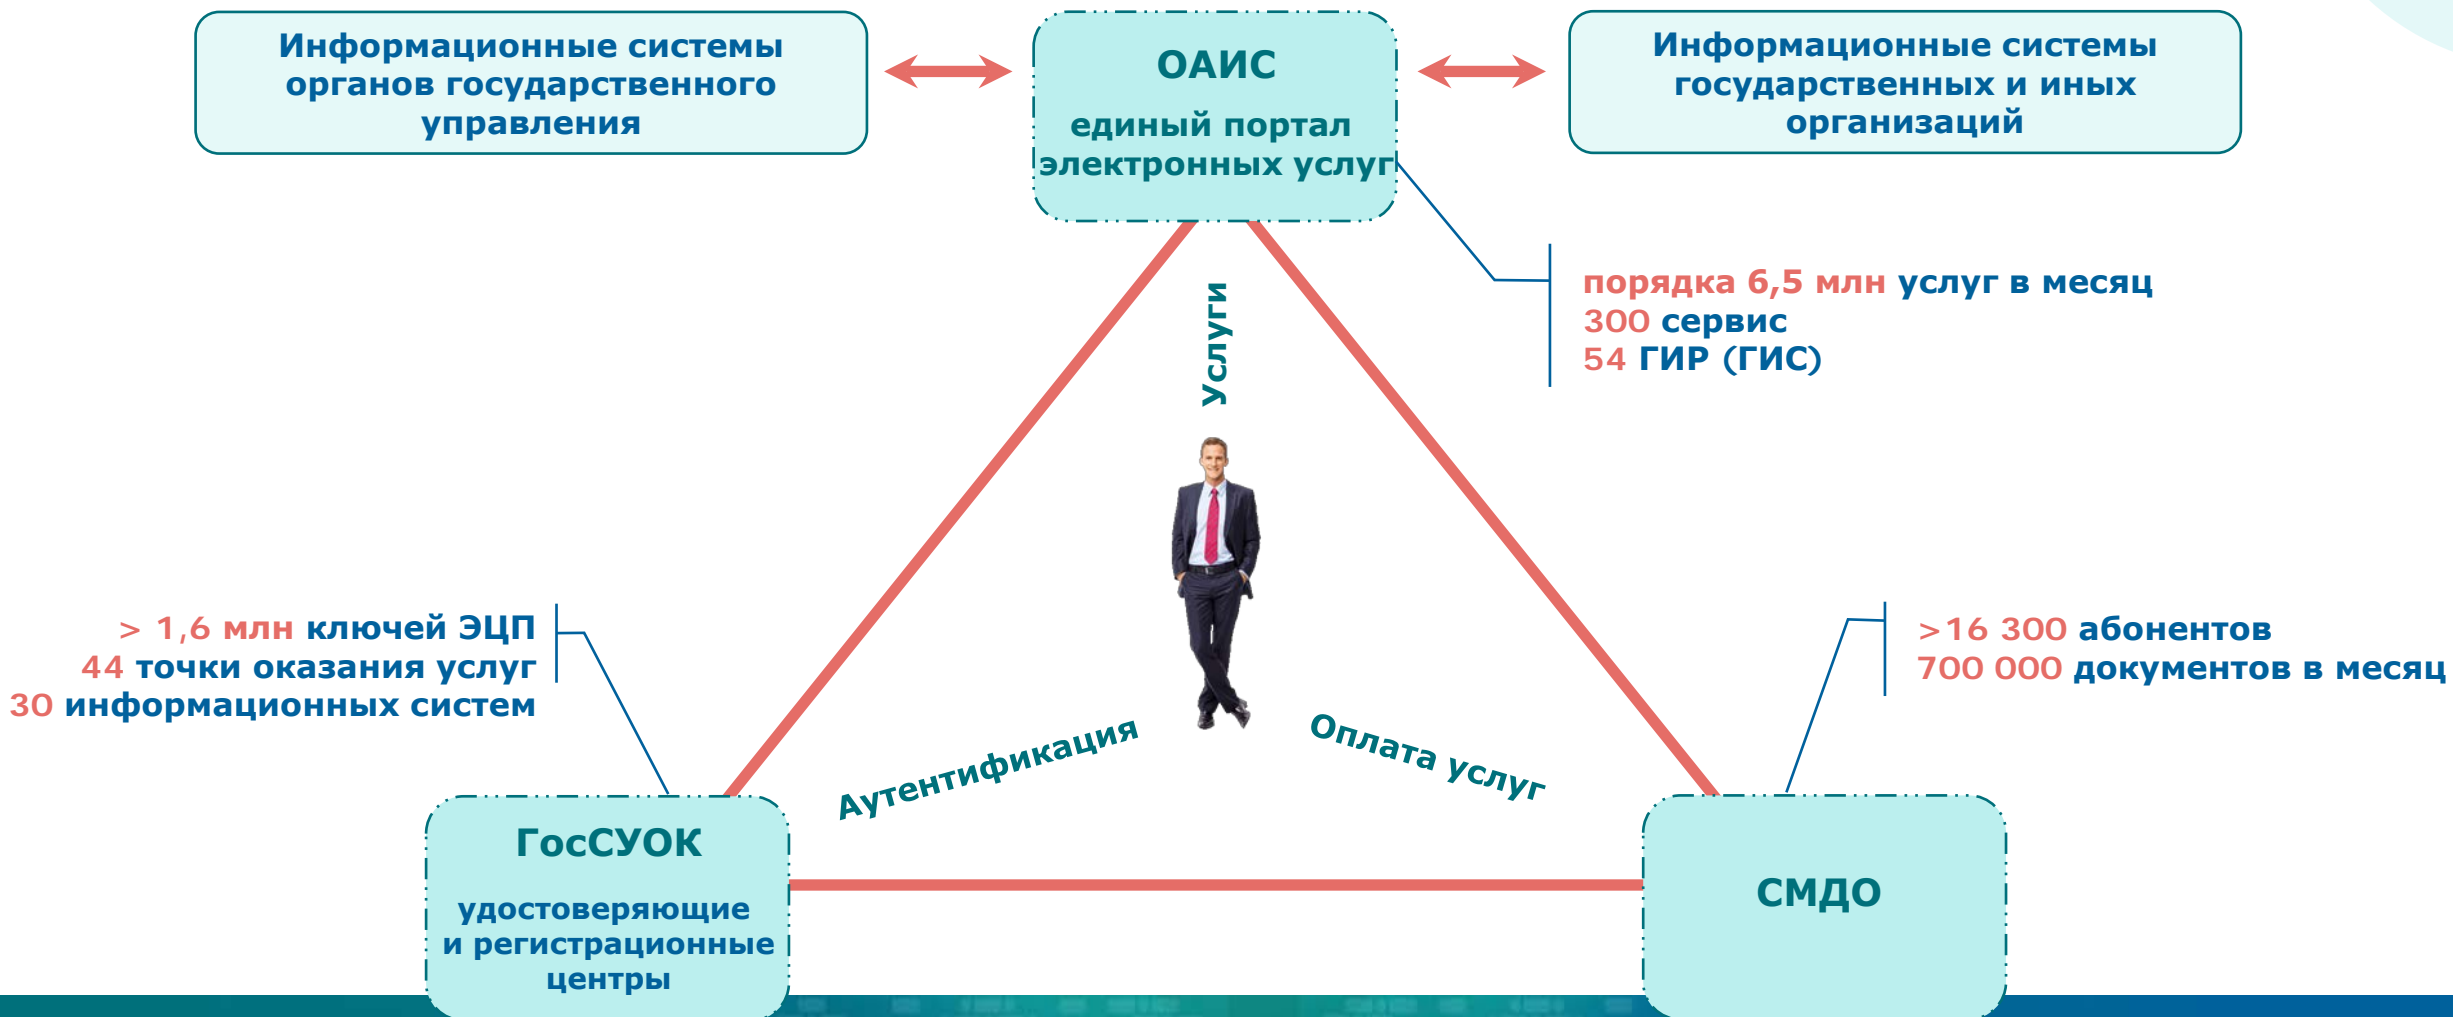 Информационные системы
органов государственного
управления
ОАИС
единый портал
электронных услуг
Информационные системы
государственных и иных
организаций
порядка 6,5 млн услуг в месяц
300 сервис
54 ГИР (ГИС)
Услуги
> 1,6 млн ключей ЭЦП
44 точки оказания услуг
30 информационных систем
>16 300 абонентов
700 000 документов в месяц
Аутентификация
Оплата услуг
ГосСУОК
удостоверяющие
и регистрационные
центры
СМДО